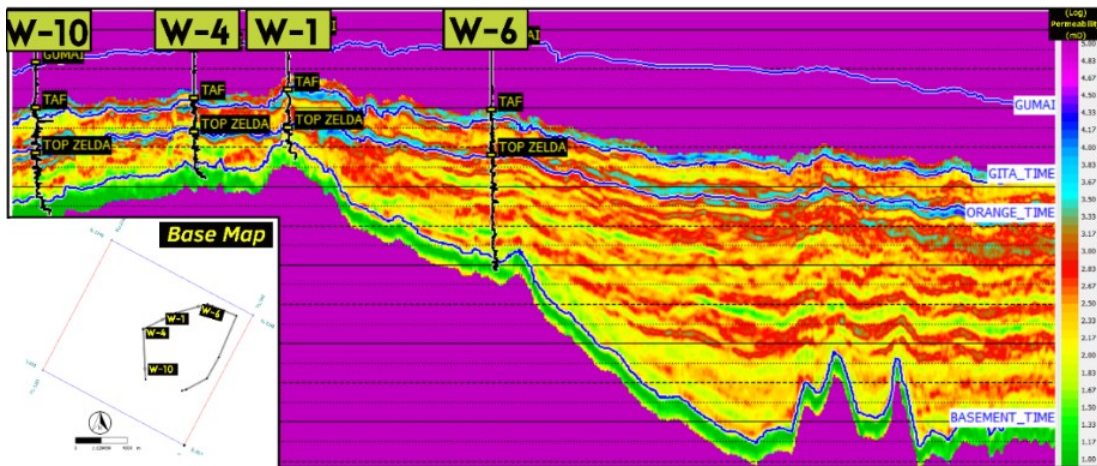 W-10
W-4
W-1
W-6
(Log)
Permeability
(mD)
GUMAI
TAF
TAF
TAF
TAF
TOP ZELDA
TOP ZELDA
TOP ZELDA
TOP ZELDA
GUMAI
GITA_TIME
ORANGE_TIME
BASEMENT_TIME
Base Map
W-6
W-1
W-4
W-10
5.00
4.83
4.67
4.50
4.33
4.17
4.00
3.83
3.67
3.50
3.33
3.17
3.00
2.83
2.67
2.50
2.33
2.17
2.00
1.83
1.67
1.50
1.33
1.17
1.00